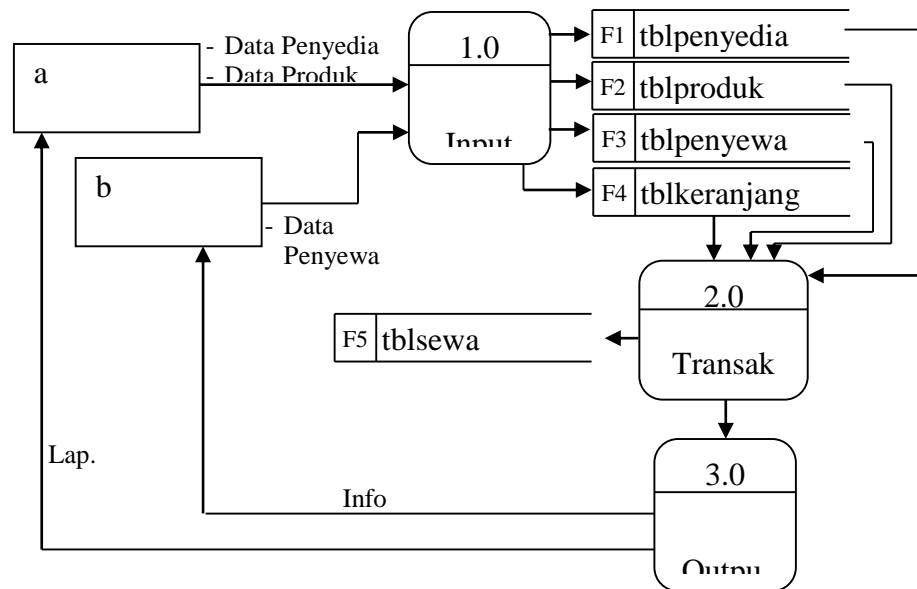 - Data Penyedia
- Data Produk
a
1.0
Input
F1 tblpenyedia
F2 tblproduk
F3 tblpenyewa
F4 tblkeranjang
b
- Data
Penyewa
2.0
Transak
F5 tblsewa
3.0
Outpu
Lap.
Info